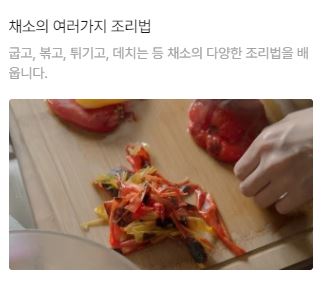 채소의 여러가지 조리법
굽고, 볶고, 튀기고, 데치는 등 채소의 다양한 조리법을 배
웁니다.